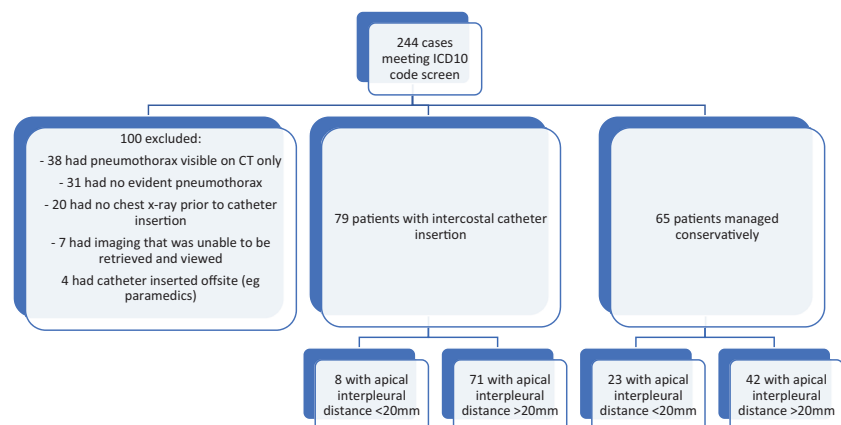 244 cases
meeting ICD10
code screen
100 excluded:
- 38 had pneumothorax visible on CT only
- 31 had no evident pneumothorax
- 20 had no chest x-ray prior to catheter
insertion
- 7 had imaging that was unable to be
retrieved and viewed
4 had catheter inserted offsite (eg
paramedics)
79 patients with intercostal catheter
insertion
65 patients managed
conservatively
8 with apical
interpleural
distance <20mm
71 with apical
interpleural
distance >20mm
23 with apical
interpleural
distance <20mm
42 with apical
interpleural
distance >20mm